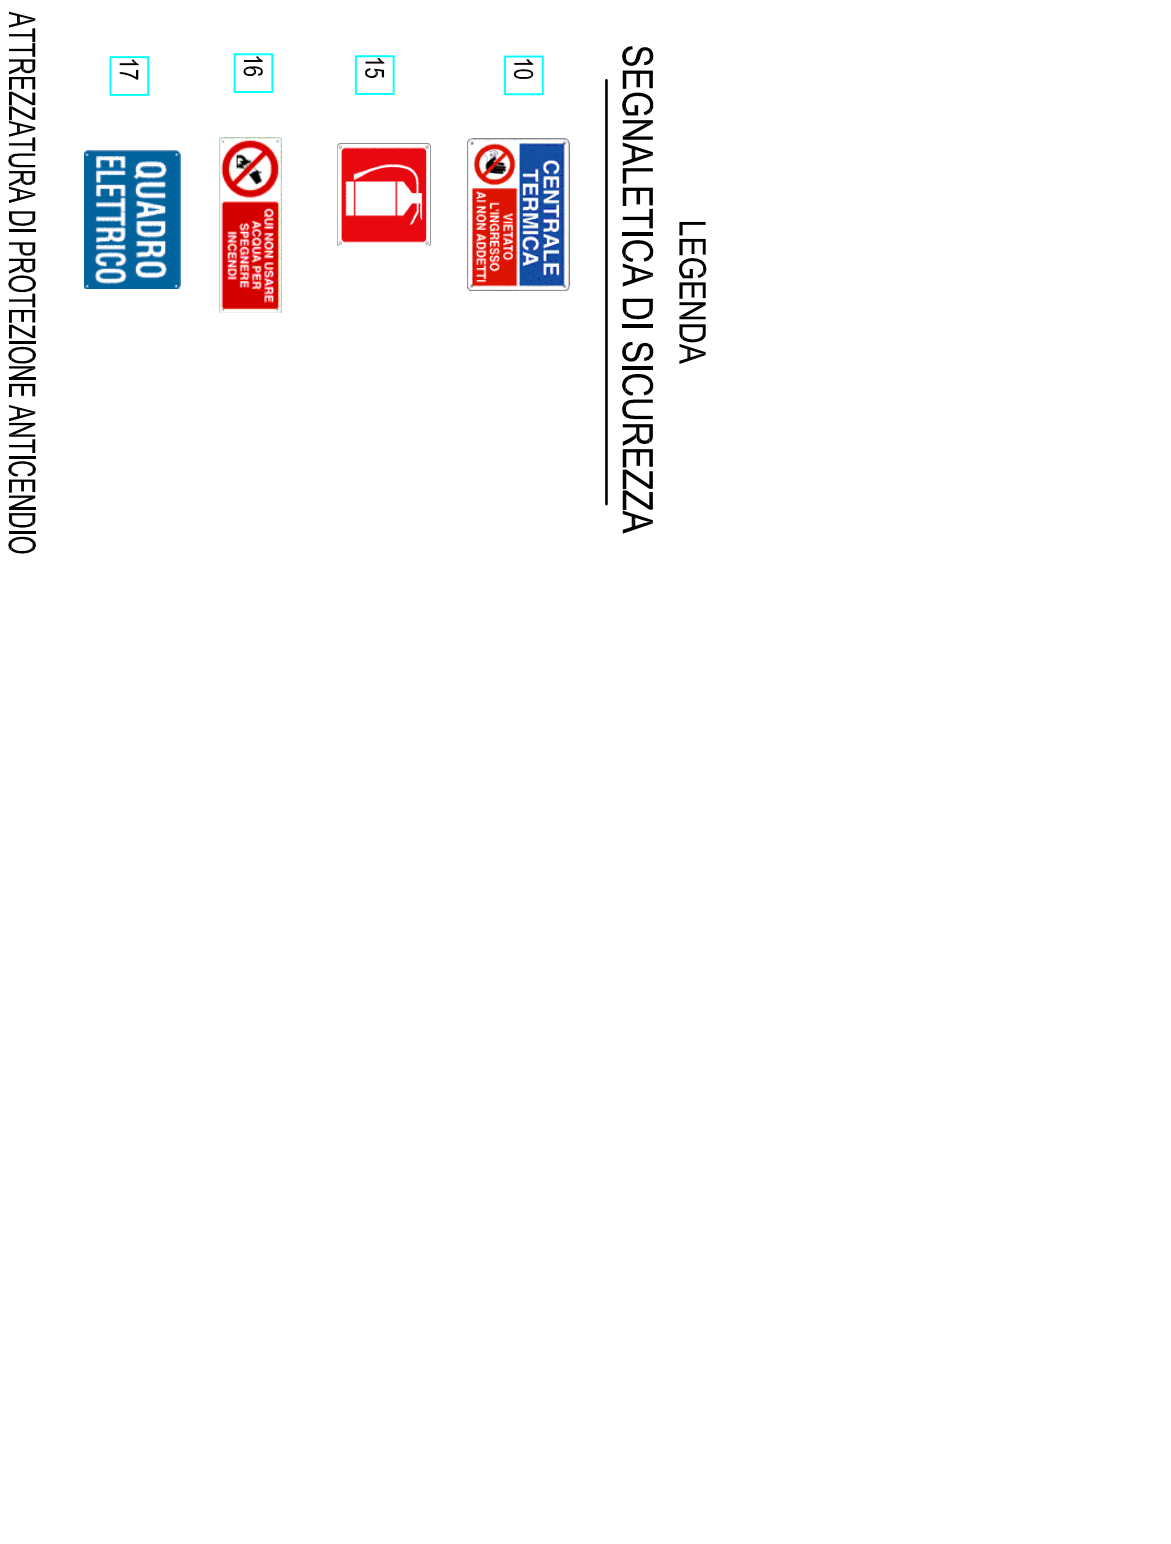 LEGENDA
SEGNALETICA DI SICUREZZA
10
CENTRALE
TERMICA
VIETATO
L'INGRESSO
AI NON ADDETTI
15
16
QUI NON USARE
ACQUA PER
SPEGNERE
INCENDI
17
QUADRO
ELETTRICO
ATTREZZATURA DI PROTEZIONE ANTICENDIO